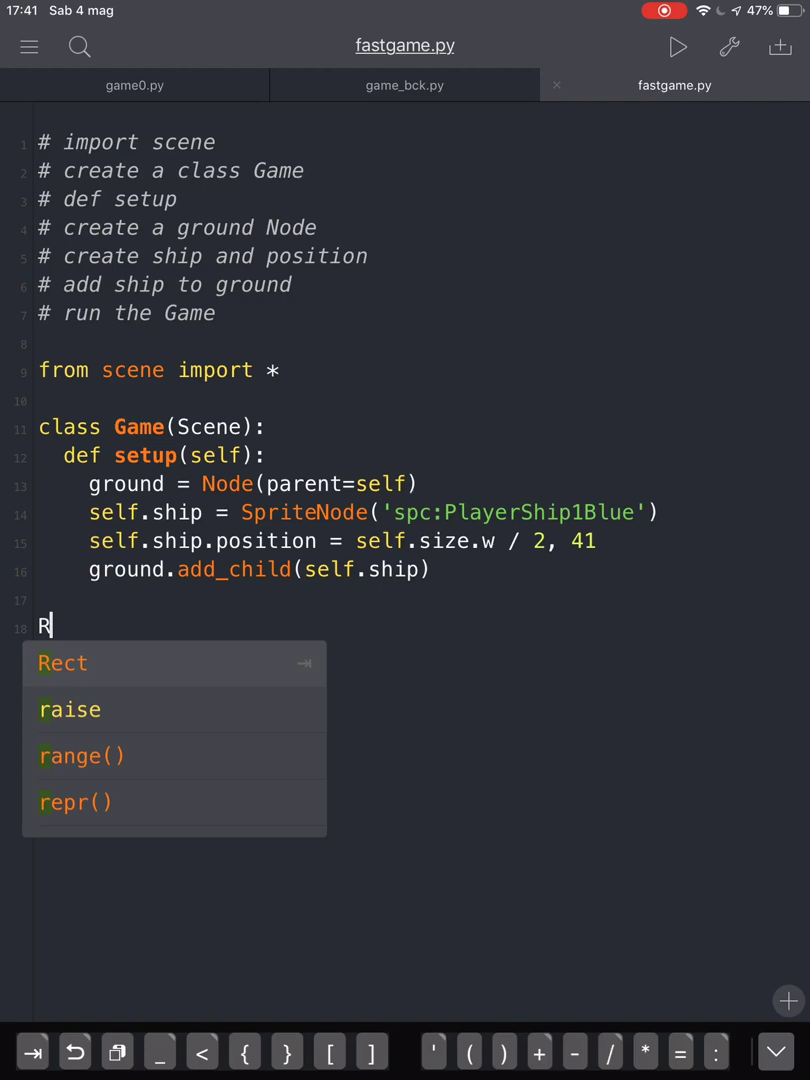 17:41 Sab 4 mag 47%
fastgame.py
game0.py game_bck.py × fastgame.py
1 # import scene
2 # create a class Game
3 # def setup
4 # create a ground Node
5 # create ship and position
6 # add ship to ground
7 # run the Game
8
9 from scene import *
10
11 class Game(Scene):
12 def setup(self):
13 ground = Node(parent=self)
14 self.ship = SpriteNode('spc:PlayerShip1Blue')
15 self.ship.position = self.size.w / 2, 41
16 ground.add_child(self.ship)
17
18 R
Rect
raise
range()
repr()
_ < { } [ ] ' ( ) + - / * = :